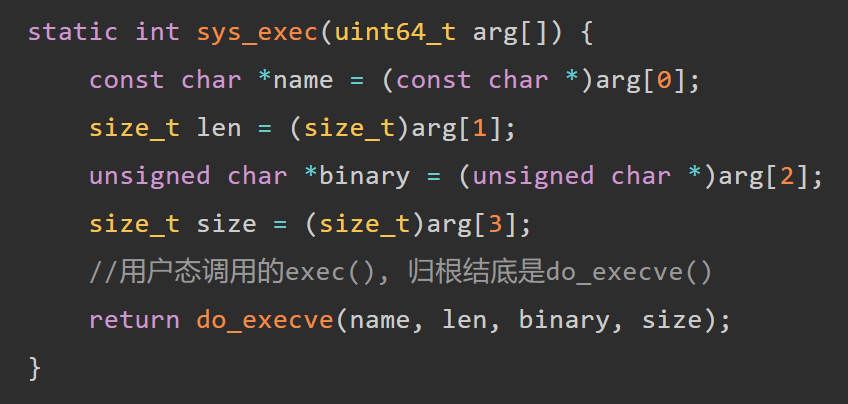 static int sys_exec(uint64_t arg[]) {
    const char *name = (const char *)arg[0];
    size_t len = (size_t)arg[1];
    unsigned char *binary = (unsigned char *)arg[2];
    size_t size = (size_t)arg[3];
    //用户态调用的exec(), 归根结底是do_execve()
    return do_execve(name, len, binary, size);
}